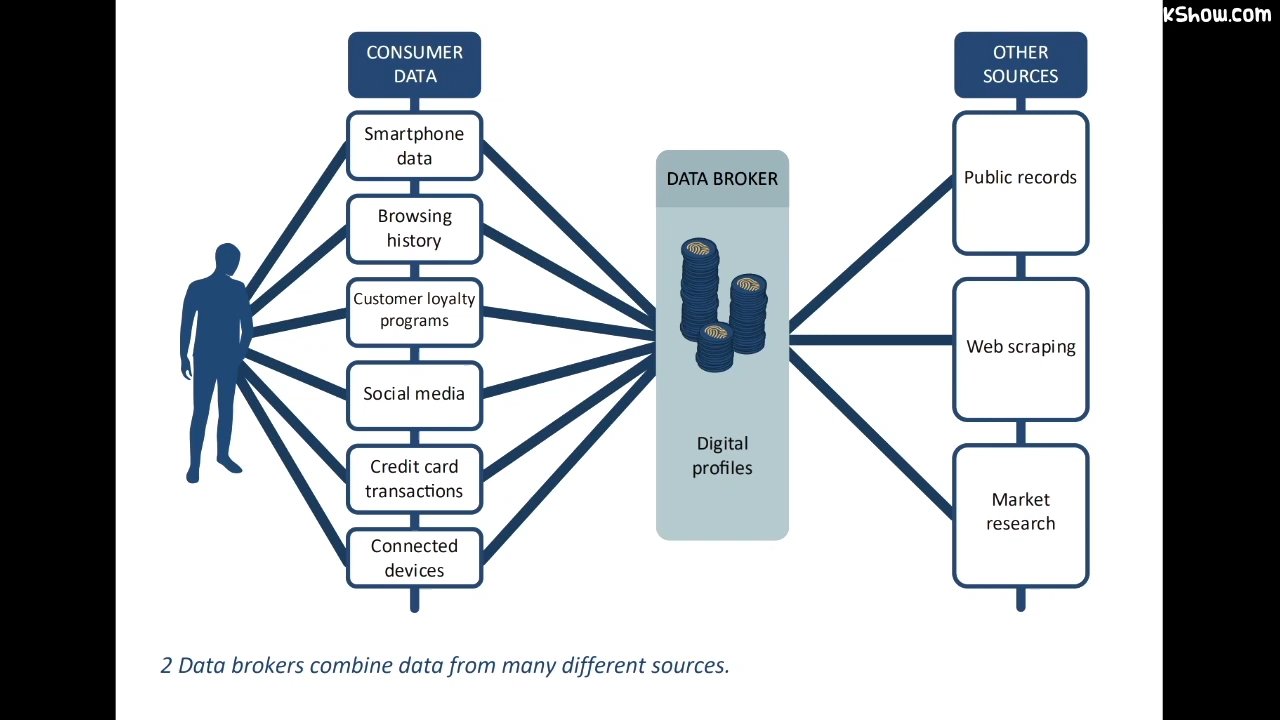 kShow.com
CONSUMER
DATA
Smartphone
data
Browsing
history
Customer loyalty
programs
Social media
Credit card
transactions
Connected
devices
DATA BROKER
Digital
profiles
OTHER
SOURCES
Public records
Web scraping
Market
research
2 Data brokers combine data from many different sources.